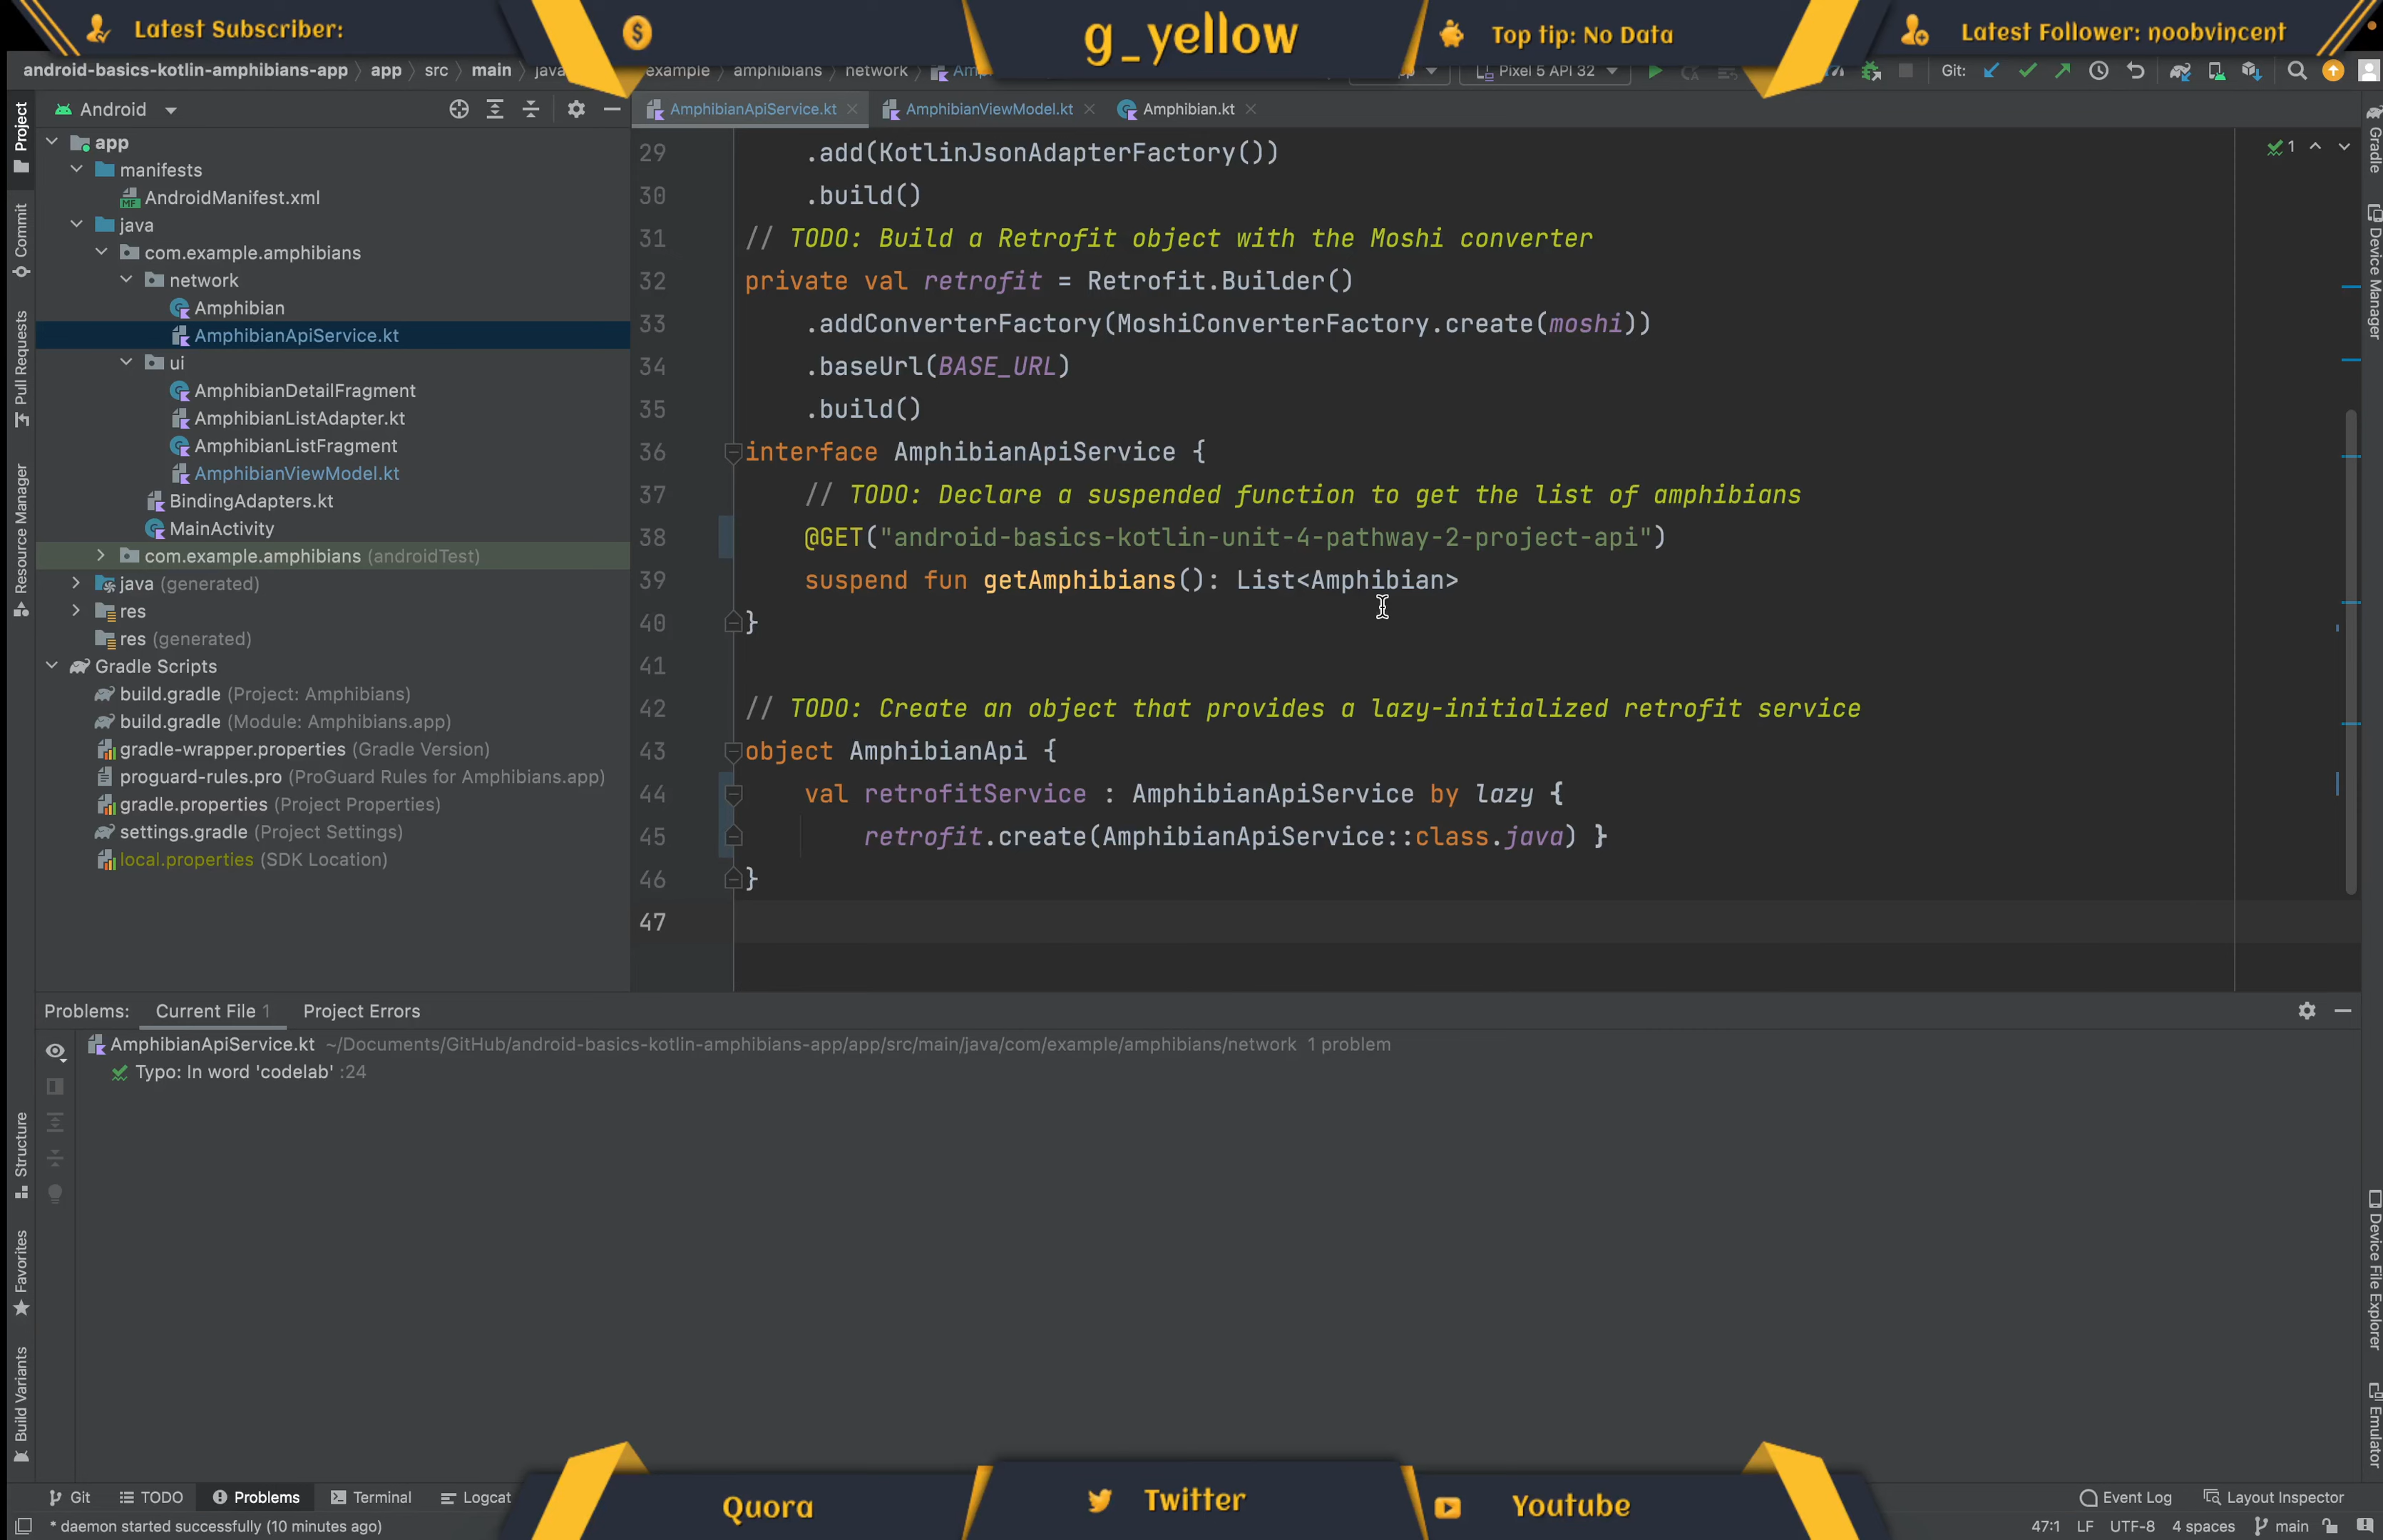 Latest Subscriber:
g_yellow
Top tip: No Data
Latest Follower: noobvincent
android-basics-kotlin-amphibians-app
app
src
main
java
example
amphibians
network
Pixel 5 API 32
Git:
Android
AmphibianApiService.kt
AmphibianViewModel.kt
Amphibian.kt
Project
Commit
Pull Requests
Resource Manager
Structure
Favorites
Build Variants
app
manifests
AndroidManifest.xml
java
com.example.amphibians
network
Amphibian
AmphibianApiService.kt
ui
AmphibianDetailFragment
AmphibianListAdapter.kt
AmphibianListFragment
AmphibianViewModel.kt
BindingAdapters.kt
MainActivity
com.example.amphibians (androidTest)
java (generated)
res
res (generated)
Gradle Scripts
build.gradle (Project: Amphibians)
build.gradle (Module: Amphibians.app)
gradle-wrapper.properties (Gradle Version)
proguard-rules.pro (ProGuard Rules for Amphibians.app)
gradle.properties (Project Properties)
settings.gradle (Project Settings)
local.properties (SDK Location)
29 .add(KotlinJsonAdapterFactory())
30 .build()
31 // TODO: Build a Retrofit object with the Moshi converter
32 private val retrofit = Retrofit.Builder()
33 .addConverterFactory(MoshiConverterFactory.create(moshi))
34 .baseUrl(BASE_URL)
35 .build()
36 interface AmphibianApiService {
37 // TODO: Declare a suspended function to get the list of amphibians
38 @GET("android-basics-kotlin-unit-4-pathway-2-project-api")
39 suspend fun getAmphibians(): List<Amphibian>
40 }
41
42 // TODO: Create an object that provides a lazy-initialized retrofit service
43 object AmphibianApi {
44 val retrofitService : AmphibianApiService by lazy {
45 retrofit.create(AmphibianApiService::class.java) }
46 }
47
1
Gradle
Device Manager
Device File Explorer
Emulator
Problems: Current File 1 Project Errors
AmphibianApiService.kt ~/Documents/GitHub/android-basics-kotlin-amphibians-app/app/src/main/java/com/example/amphibians/network 1 problem
Typo: In word 'codelab' :24
Git
TODO
Problems
Terminal
Logcat
Quora
Twitter
Youtube
Event Log
Layout Inspector
* daemon started successfully (10 minutes ago)
47:1 LF UTF-8 4 spaces main